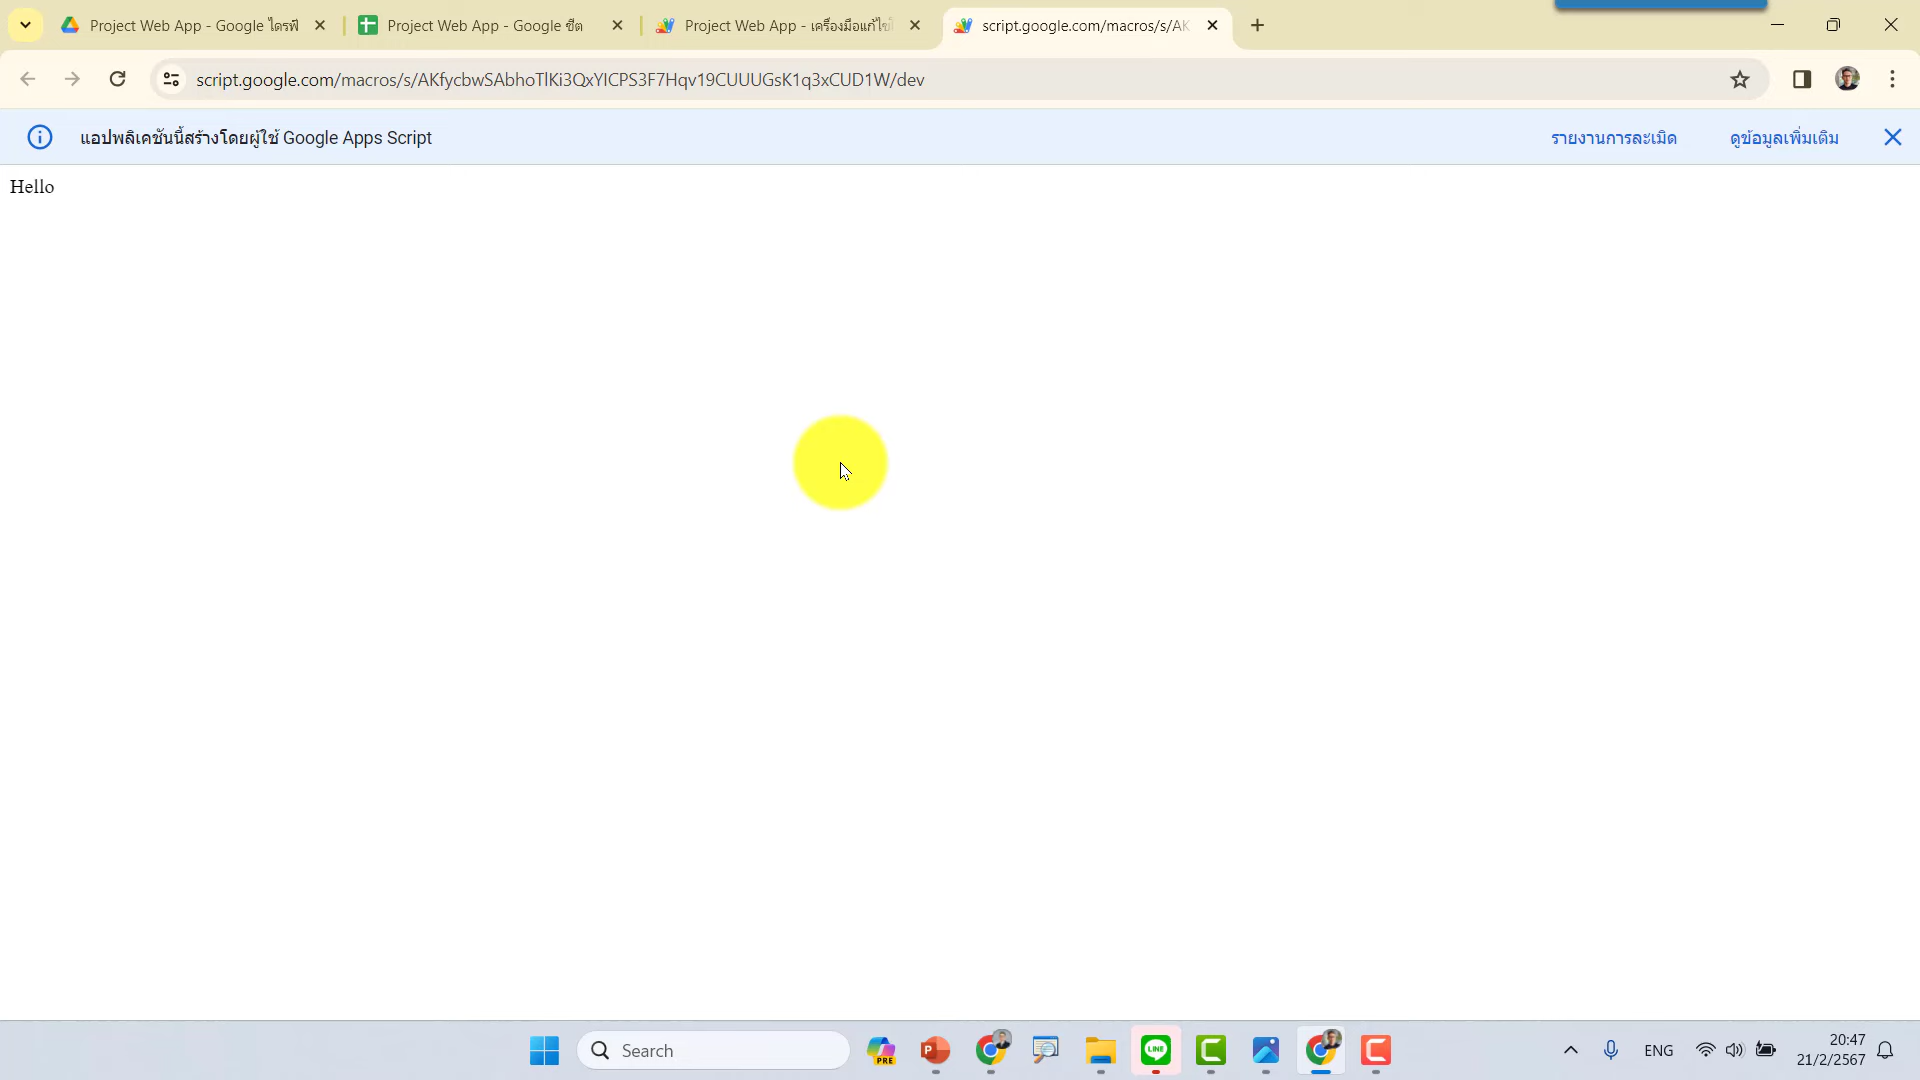 Project Web App - Google ไดรฟ์
Project Web App - Google ชีต
Project Web App - เครื่องมือแก้ไข
script.google.com/macros/s/AK
script.google.com/macros/s/AKfycbwSAbhoTlKi3QxYlCPS3F7Hqv19CUUUGsK1q3xCUD1W/dev
แอปพลิเคชันนี้สร้างโดยผู้ใช้ Google Apps Script
รายงานการละเมิด
ดูข้อมูลเพิ่มเติม
Hello
Search
PRE
LINE
ENG
20:47
21/2/2567